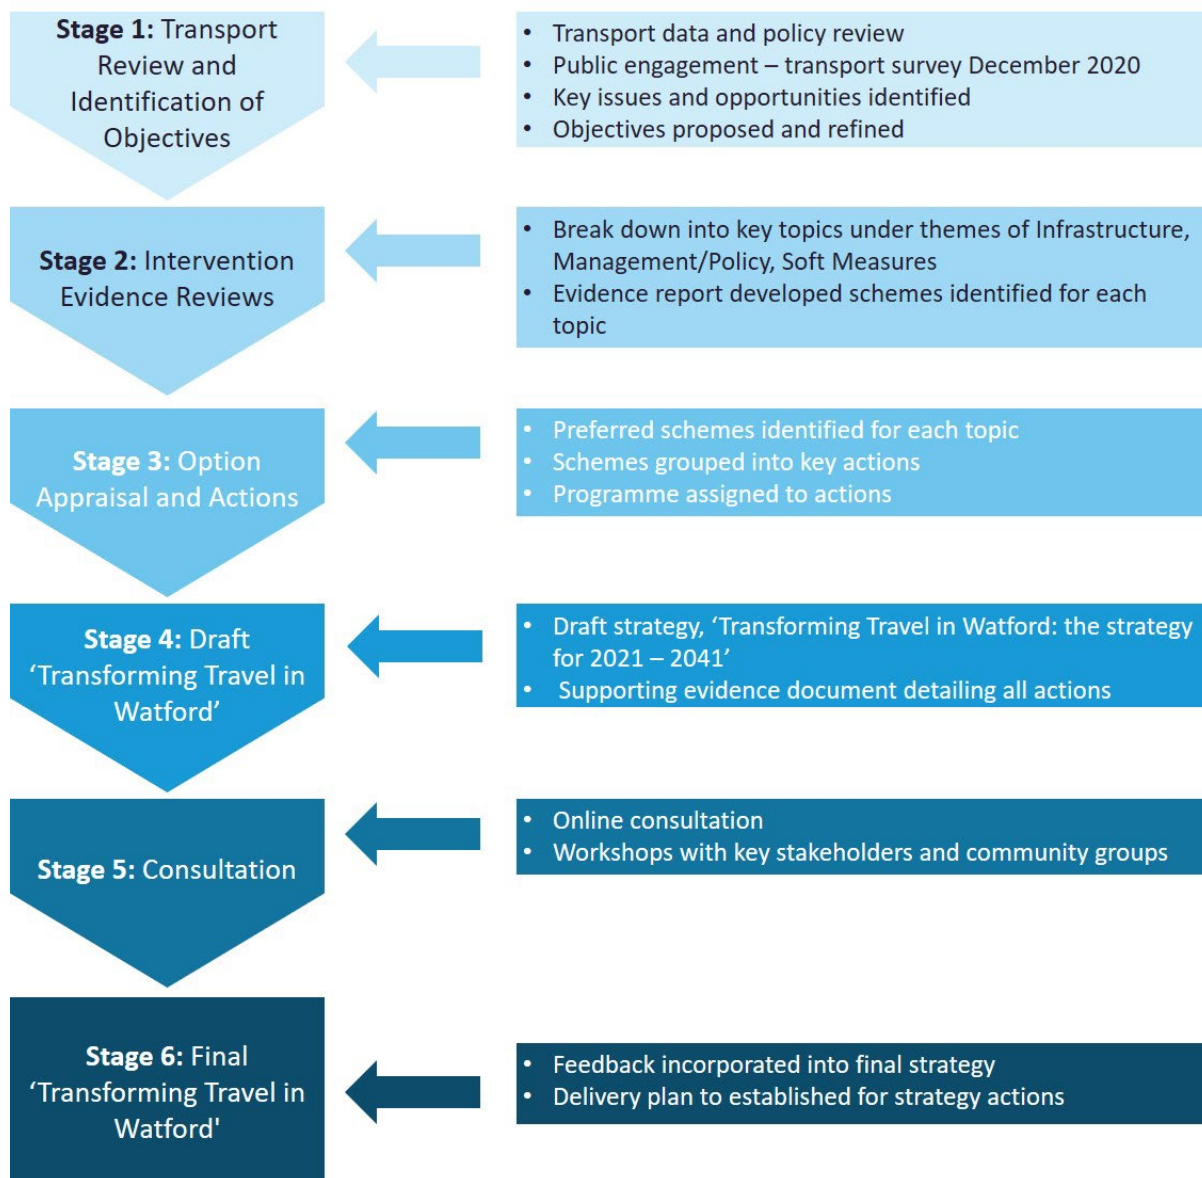 Stage 1: Transport
Review and
Identification of
Objectives
• Transport data and policy review
• Public engagement – transport survey December 2020
• Key issues and opportunities identified
• Objectives proposed and refined
Stage 2: Intervention
Evidence Reviews
• Break down into key topics under themes of Infrastructure,
Management/Policy, Soft Measures
• Evidence report developed schemes identified for each
topic
Stage 3: Option
Appraisal and Actions
• Preferred schemes identified for each topic
• Schemes grouped into key actions
• Programme assigned to actions
Stage 4: Draft
‘Transforming Travel in
Watford’
• Draft strategy, ‘Transforming Travel in Watford: the strategy
for 2021 – 2041’
• Supporting evidence document detailing all actions
Stage 5: Consultation
• Online consultation
• Workshops with key stakeholders and community groups
Stage 6: Final
‘Transforming Travel in
Watford'
• Feedback incorporated into final strategy
• Delivery plan to established for strategy actions